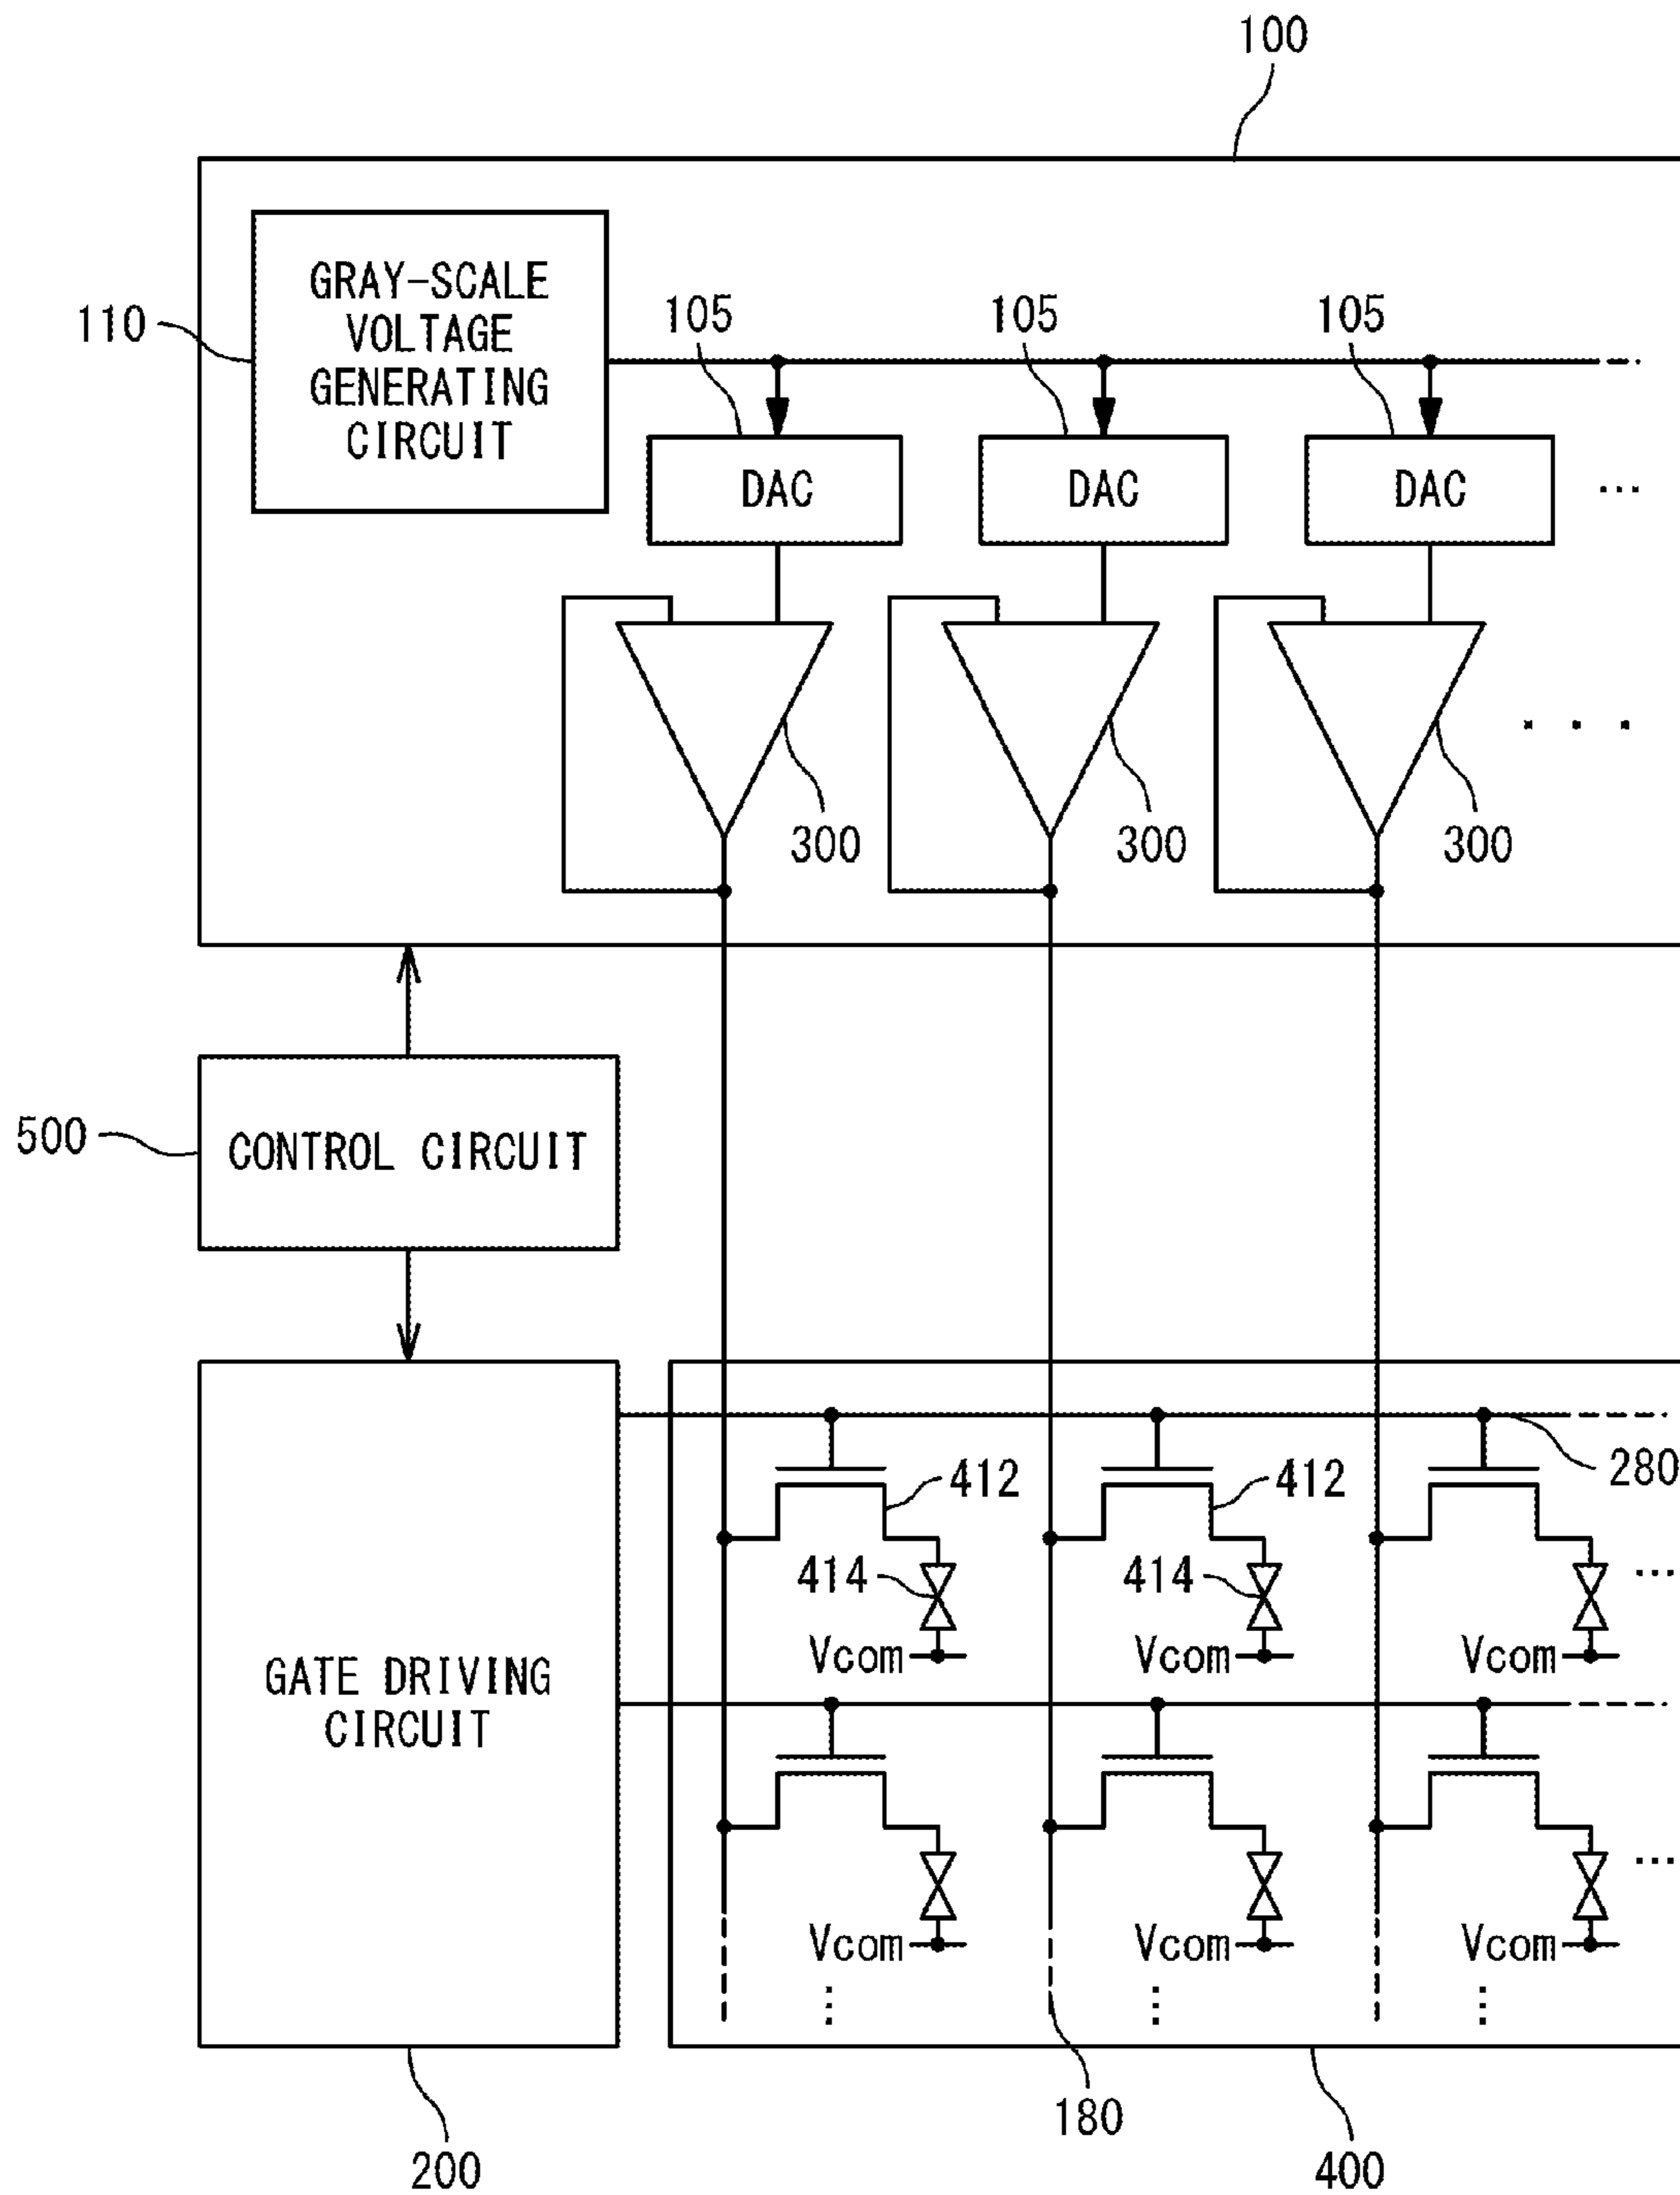 100
GRAY-SCALE
VOLTAGE
GENERATING
CIRCUIT
110
105
105
105
DAC
DAC
DAC
...
300
300
300
. . .
500
CONTROL CIRCUIT
280
412
412
414
414
...
Vcom
Vcom
Vcom
GATE DRIVING
CIRCUIT
...
Vcom
Vcom
Vcom
180
200
400